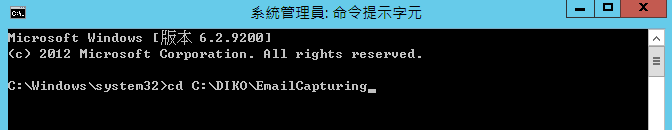 系統管理員: 命令提示字元
Microsoft Windows [版本 6.2.9200]
(c) 2012 Microsoft Corporation. All rights reserved.
C:\Windows\system32>cd C:\DIKO\EmailCapturing_